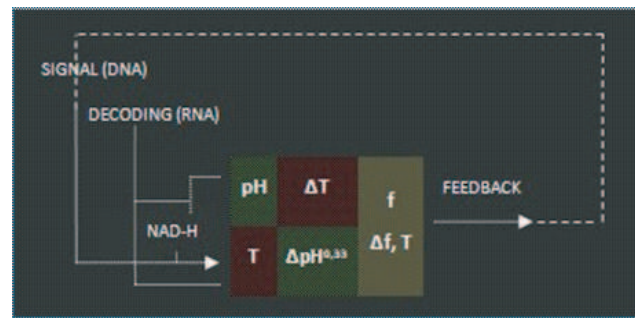 SIGNAL (DNA)
DECODING (RNA)
pH
ΔT
f
FEEDBACK
NAD-H
T
ΔpH⁰,³³
Δf, T